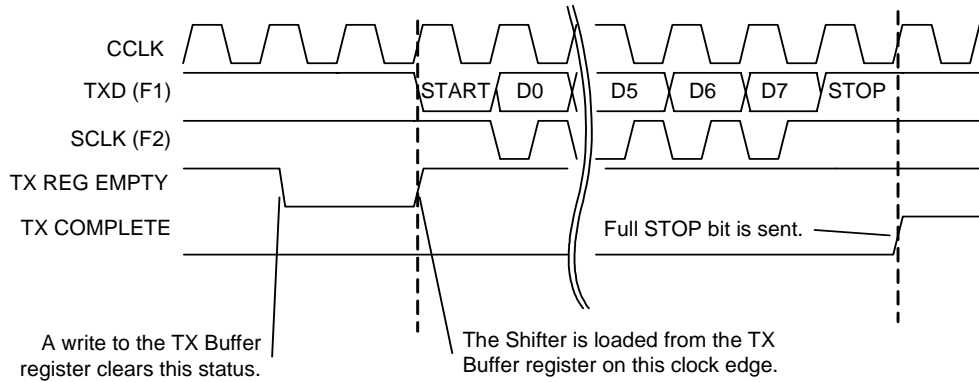 CCLK
TXD (F1)
START
D0
D5
D6
D7
STOP
SCLK (F2)
TX REG EMPTY
TX COMPLETE
Full STOP bit is sent.
A write to the TX Buffer
register clears this status.
The Shifter is loaded from the TX
Buffer register on this clock edge.